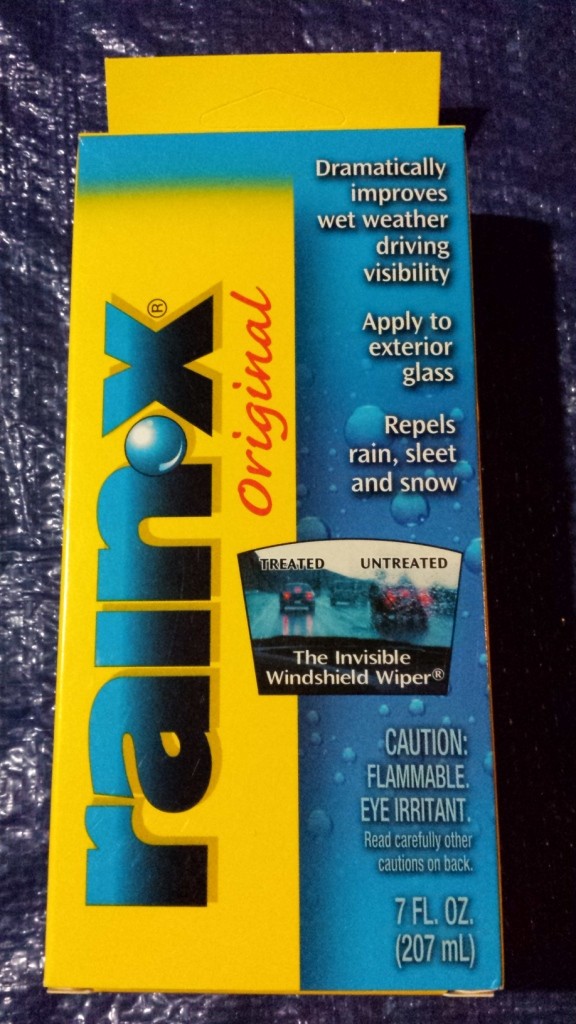 rain-x®
Original
Dramatically
improves
wet weather
driving
visibility
Apply to
exterior
glass
Repels
rain, sleet
and snow
TREATED UNTREATED
The Invisible
Windshield Wiper®
CAUTION:
FLAMMABLE.
EYE IRRITANT.
Read carefully other
cautions on back.
7 FL. OZ.
(207 mL)